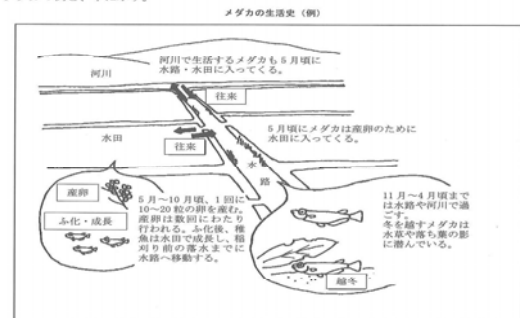 メダカの生活史（例）
河川で生活するメダカも５月頃に
水路・水田に入ってくる。
河川
往来
５月頃にメダカは産卵のために
水田に入ってくる。
水田
往来
水
路
産卵
５月～10月頃、１回に
10～20粒の卵を産む。
産卵は数回にわたり
行われる。ふ化後、稚
魚は水田で成長し、稲
刈り前の落水までに
水路へ移動する。
ふ化・成長
11月～４月頃まで
は水路や河川で過
ごす。
冬を越すメダカは
水草や落ち葉の影
に潜んでいる。
越冬